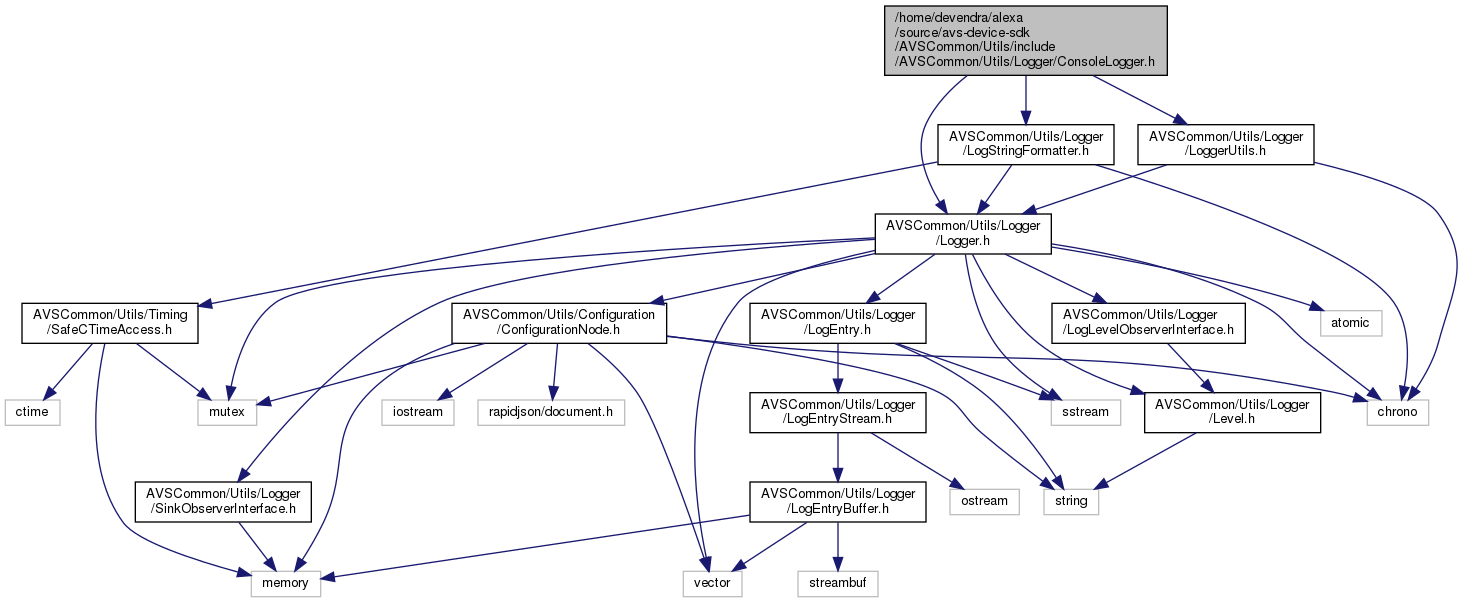 /home/devendra/alexa
/source/avs-device-sdk
/AVSCommon/Utils/include
/AVSCommon/Utils/Logger/ConsoleLogger.h
AVSCommon/Utils/Logger
/LogStringFormatter.h
AVSCommon/Utils/Logger
/LoggerUtils.h
AVSCommon/Utils/Logger
/Logger.h
AVSCommon/Utils/Timing
/SafeCTimeAccess.h
AVSCommon/Utils/Configuration
/ConfigurationNode.h
AVSCommon/Utils/Logger
/LogEntry.h
AVSCommon/Utils/Logger
/LogLevelObserverInterface.h
atomic
ctime
mutex
iostream
rapidjson/document.h
AVSCommon/Utils/Logger
/LogEntryStream.h
sstream
AVSCommon/Utils/Logger
/Level.h
chrono
AVSCommon/Utils/Logger
/SinkObserverInterface.h
AVSCommon/Utils/Logger
/LogEntryBuffer.h
ostream
string
memory
vector
streambuf